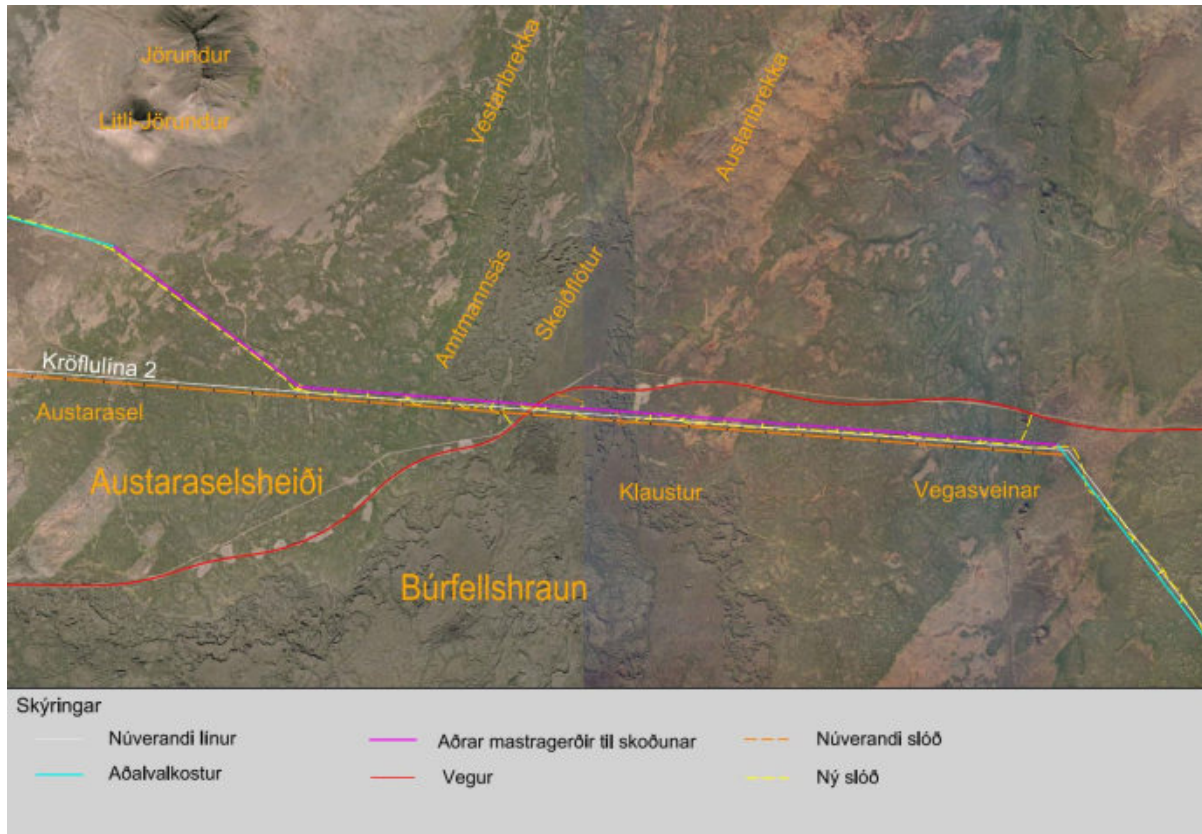 Jörundur
Litli-Jörundur
Vestaribrekka
Austaribrekka
Amtmannsás
Skeiðflötur
Kröflulína 2
Austarasel
Austaraselsheiði
Klaustur
Vegasveinar
Búrfellshraun
Skýringar
Núverandi línur
Aðrar mastragerðir til skoðunar
Núverandi slóð
Aðalvalkostur
Vegur
Ný slóð